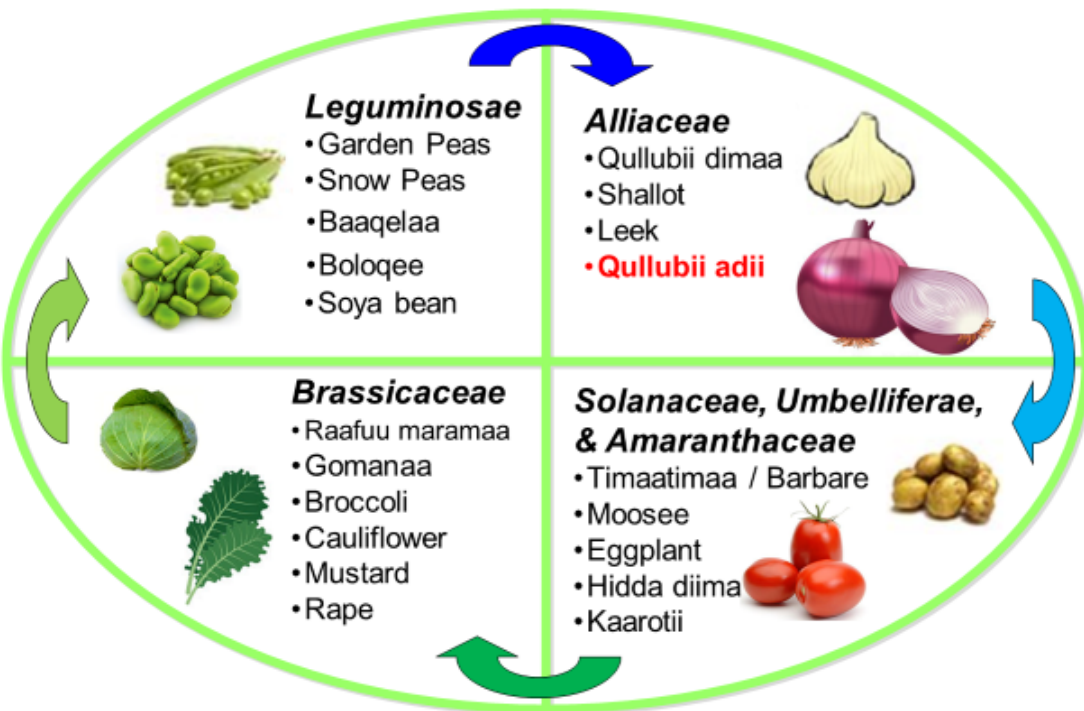 Leguminosae
•Garden Peas
•Snow Peas
•Baaqelaa
•Boloqee
•Soya bean
Alliaceae
•Qullubii dimaa
•Shallot
•Leek
•Qullubii adii
Brassicaceae
•Raafuu maramaa
•Gomanaa
•Broccoli
•Cauliflower
•Mustard
•Rape
Solanaceae, Umbelliferae,
& Amaranthaceae
•Timaatimaa / Barbare
•Moosee
•Eggplant
•Hidda diima
•Kaarotii